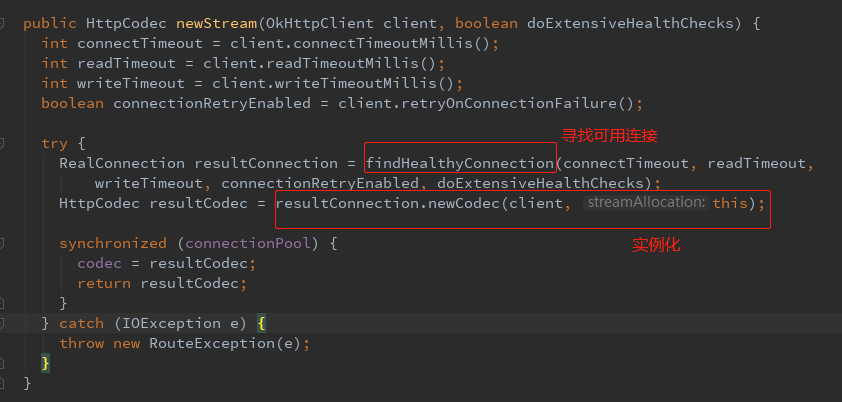 public HttpCodec newStream(OkHttpClient client, boolean doExtensiveHealthChecks) {
int connectTimeout = client.connectTimeoutMillis();
int readTimeout = client.readTimeoutMillis();
int writeTimeout = client.writeTimeoutMillis();
boolean connectionRetryEnabled = client.retryOnConnectionFailure();
try {
寻找可用连接
RealConnection resultConnection = findHealthyConnection(connectTimeout, readTimeout,
writeTimeout, connectionRetryEnabled, doExtensiveHealthChecks);
HttpCodec resultCodec = resultConnection.newCodec(client, streamAllocation: this);
实例化
synchronized (connectionPool) {
codec = resultCodec;
return resultCodec;
}
} catch (IOException e) {
throw new RouteException(e);
}
}